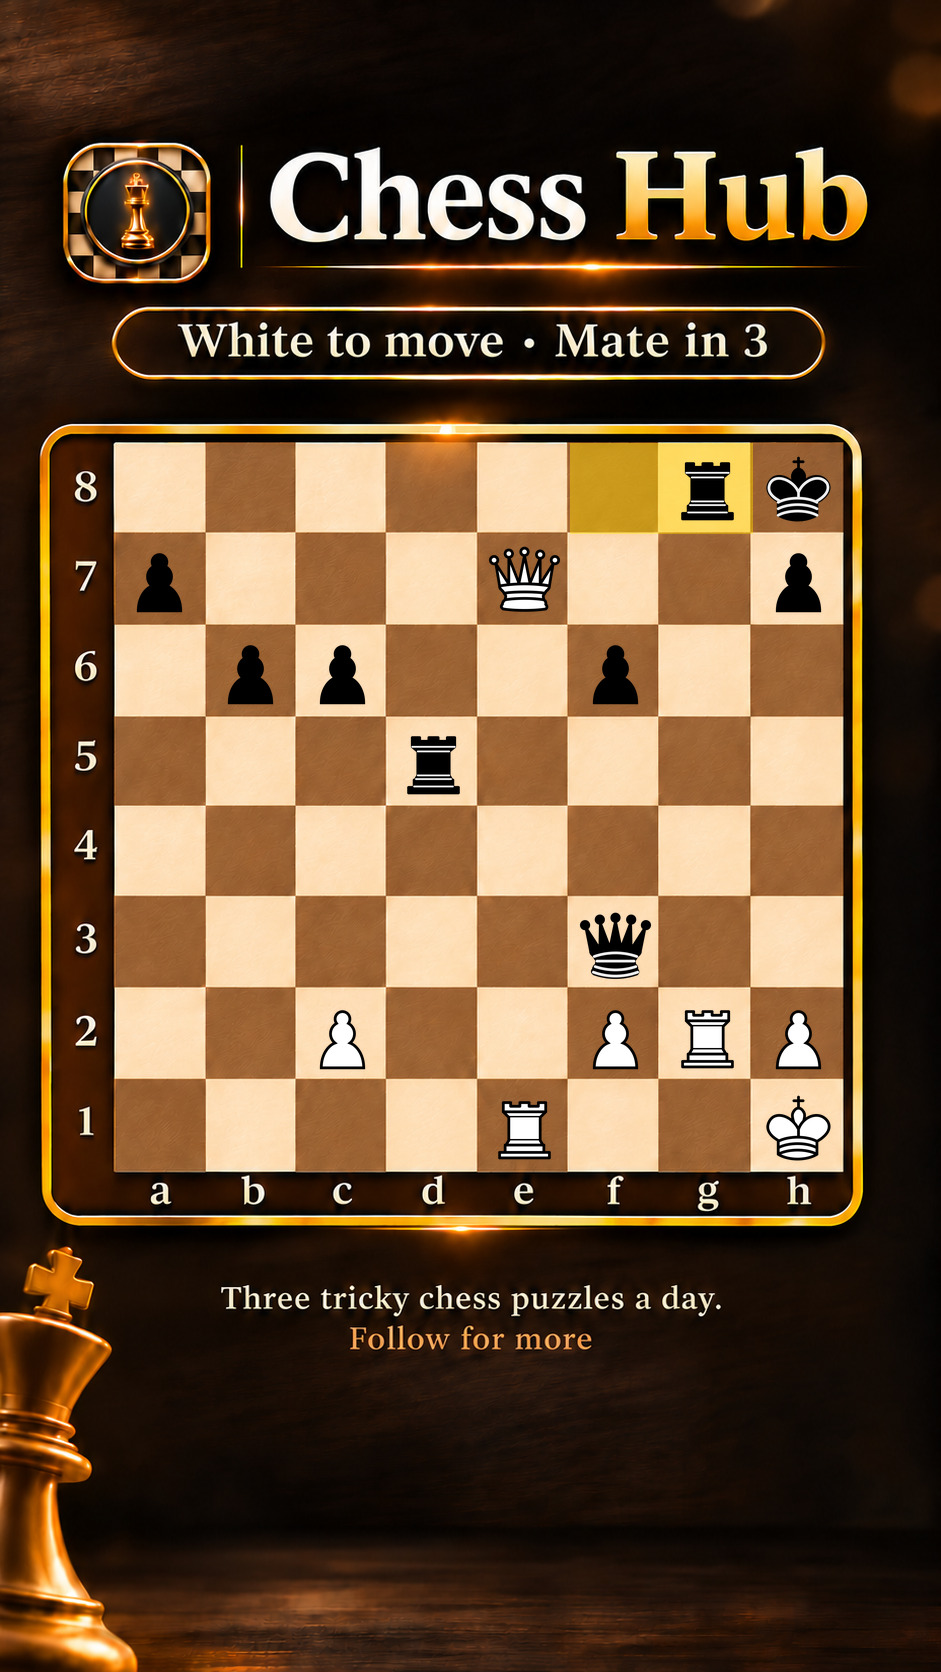 Chess Hub
White to move • Mate in 3
8
7
6
5
4
3
2
1
a b c d e f g h
Three tricky chess puzzles a day.
Follow for more